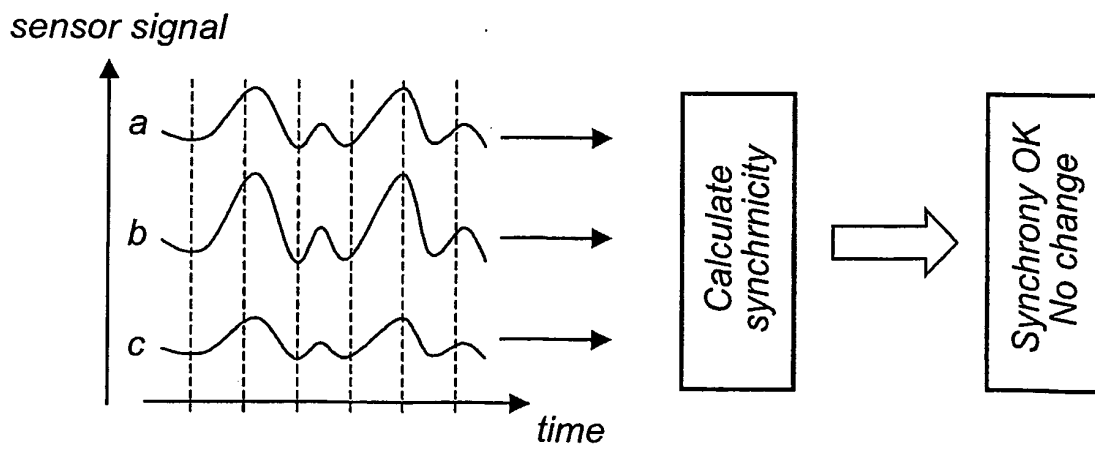 sensor signal
a
b
c
time
Calculate
synchrnicity
Synchrony OK
No change